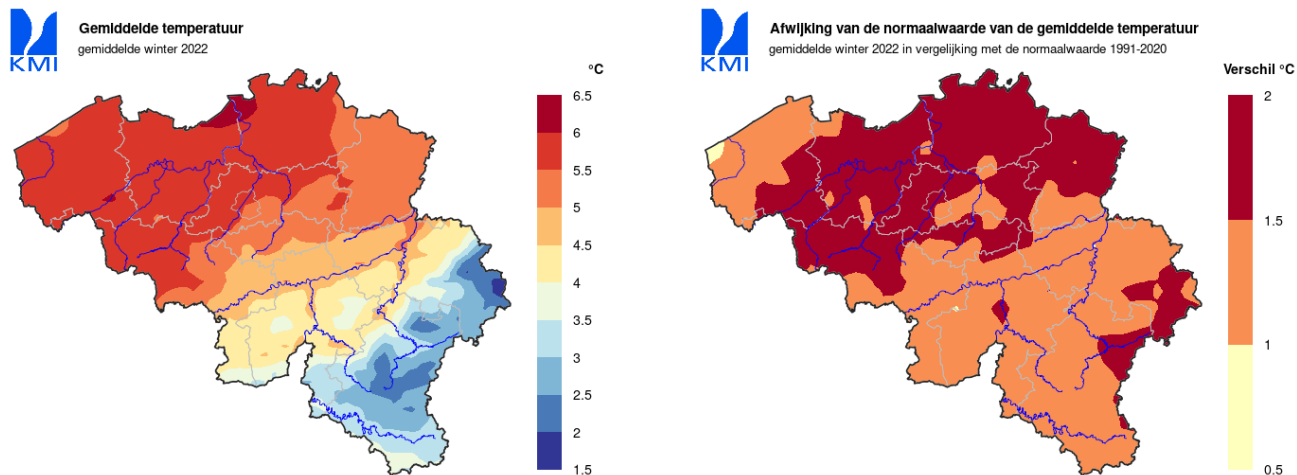 KMI
Gemiddelde temperatuur
gemiddelde winter 2022
°C
6.5
6
5.5
5
4.5
4
3.5
3
2.5
2
1.5
KMI
Afwijking van de normaalwaarde van de gemiddelde temperatuur
gemiddelde winter 2022 in vergelijking met de normaalwaarde 1991-2020
Verschil °C
2
1.5
1
0.5